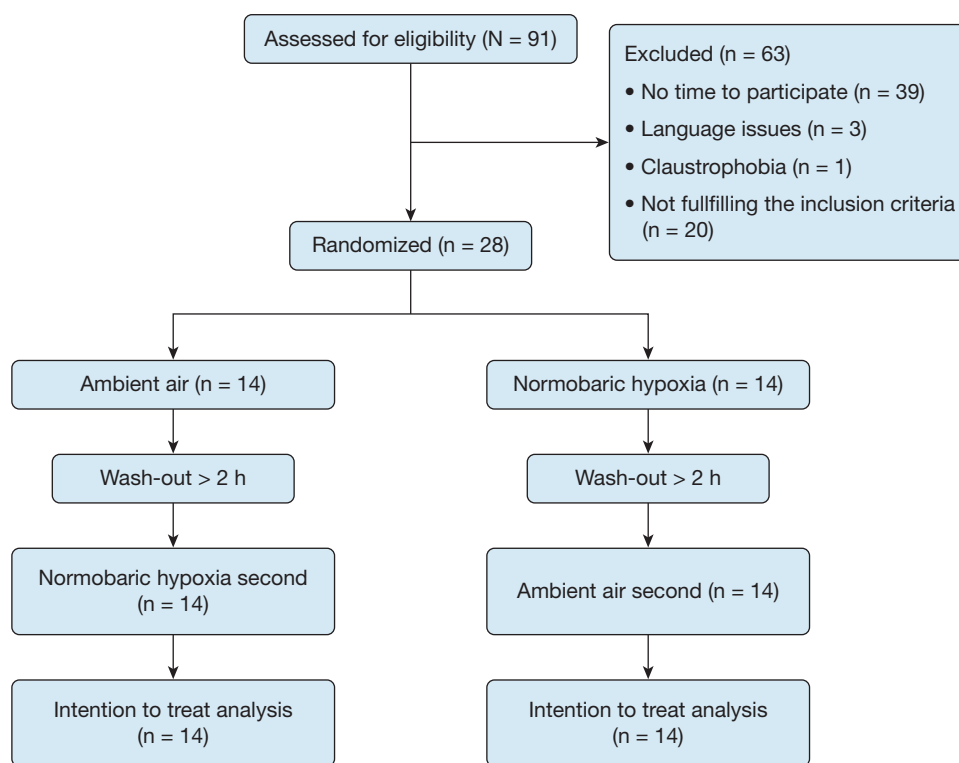 Assessed for eligibility (N = 91)
Excluded (n = 63)
• No time to participate (n = 39)
• Language issues (n = 3)
• Claustrophobia (n = 1)
• Not fullfilling the inclusion criteria
(n = 20)
Randomized (n = 28)
Ambient air (n = 14)
Normobaric hypoxia (n = 14)
Wash-out > 2 h
Wash-out > 2 h
Normobaric hypoxia second
(n = 14)
Ambient air second (n = 14)
Intention to treat analysis
(n = 14)
Intention to treat analysis
(n = 14)